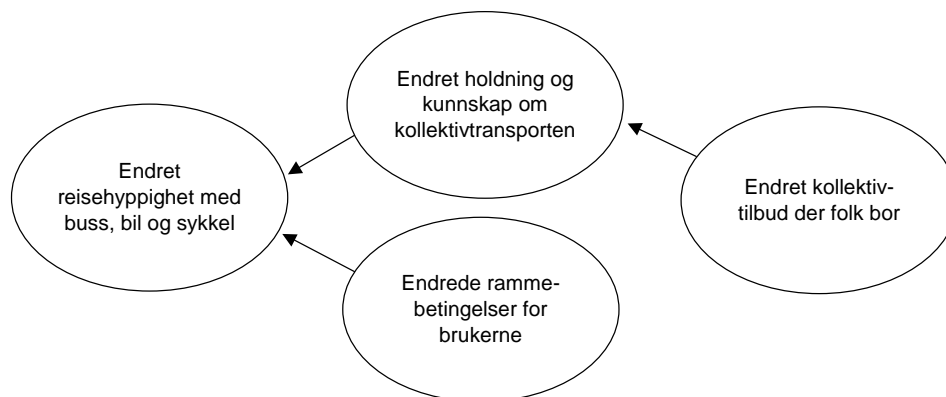 Endret holdning og
kunnskap om
kollektivtransporten
Endret
reisehyppighet med
buss, bil og sykkel
Endret kollektiv-
tilbud der folk bor
Endrede ramme-
betingelser for
brukerne